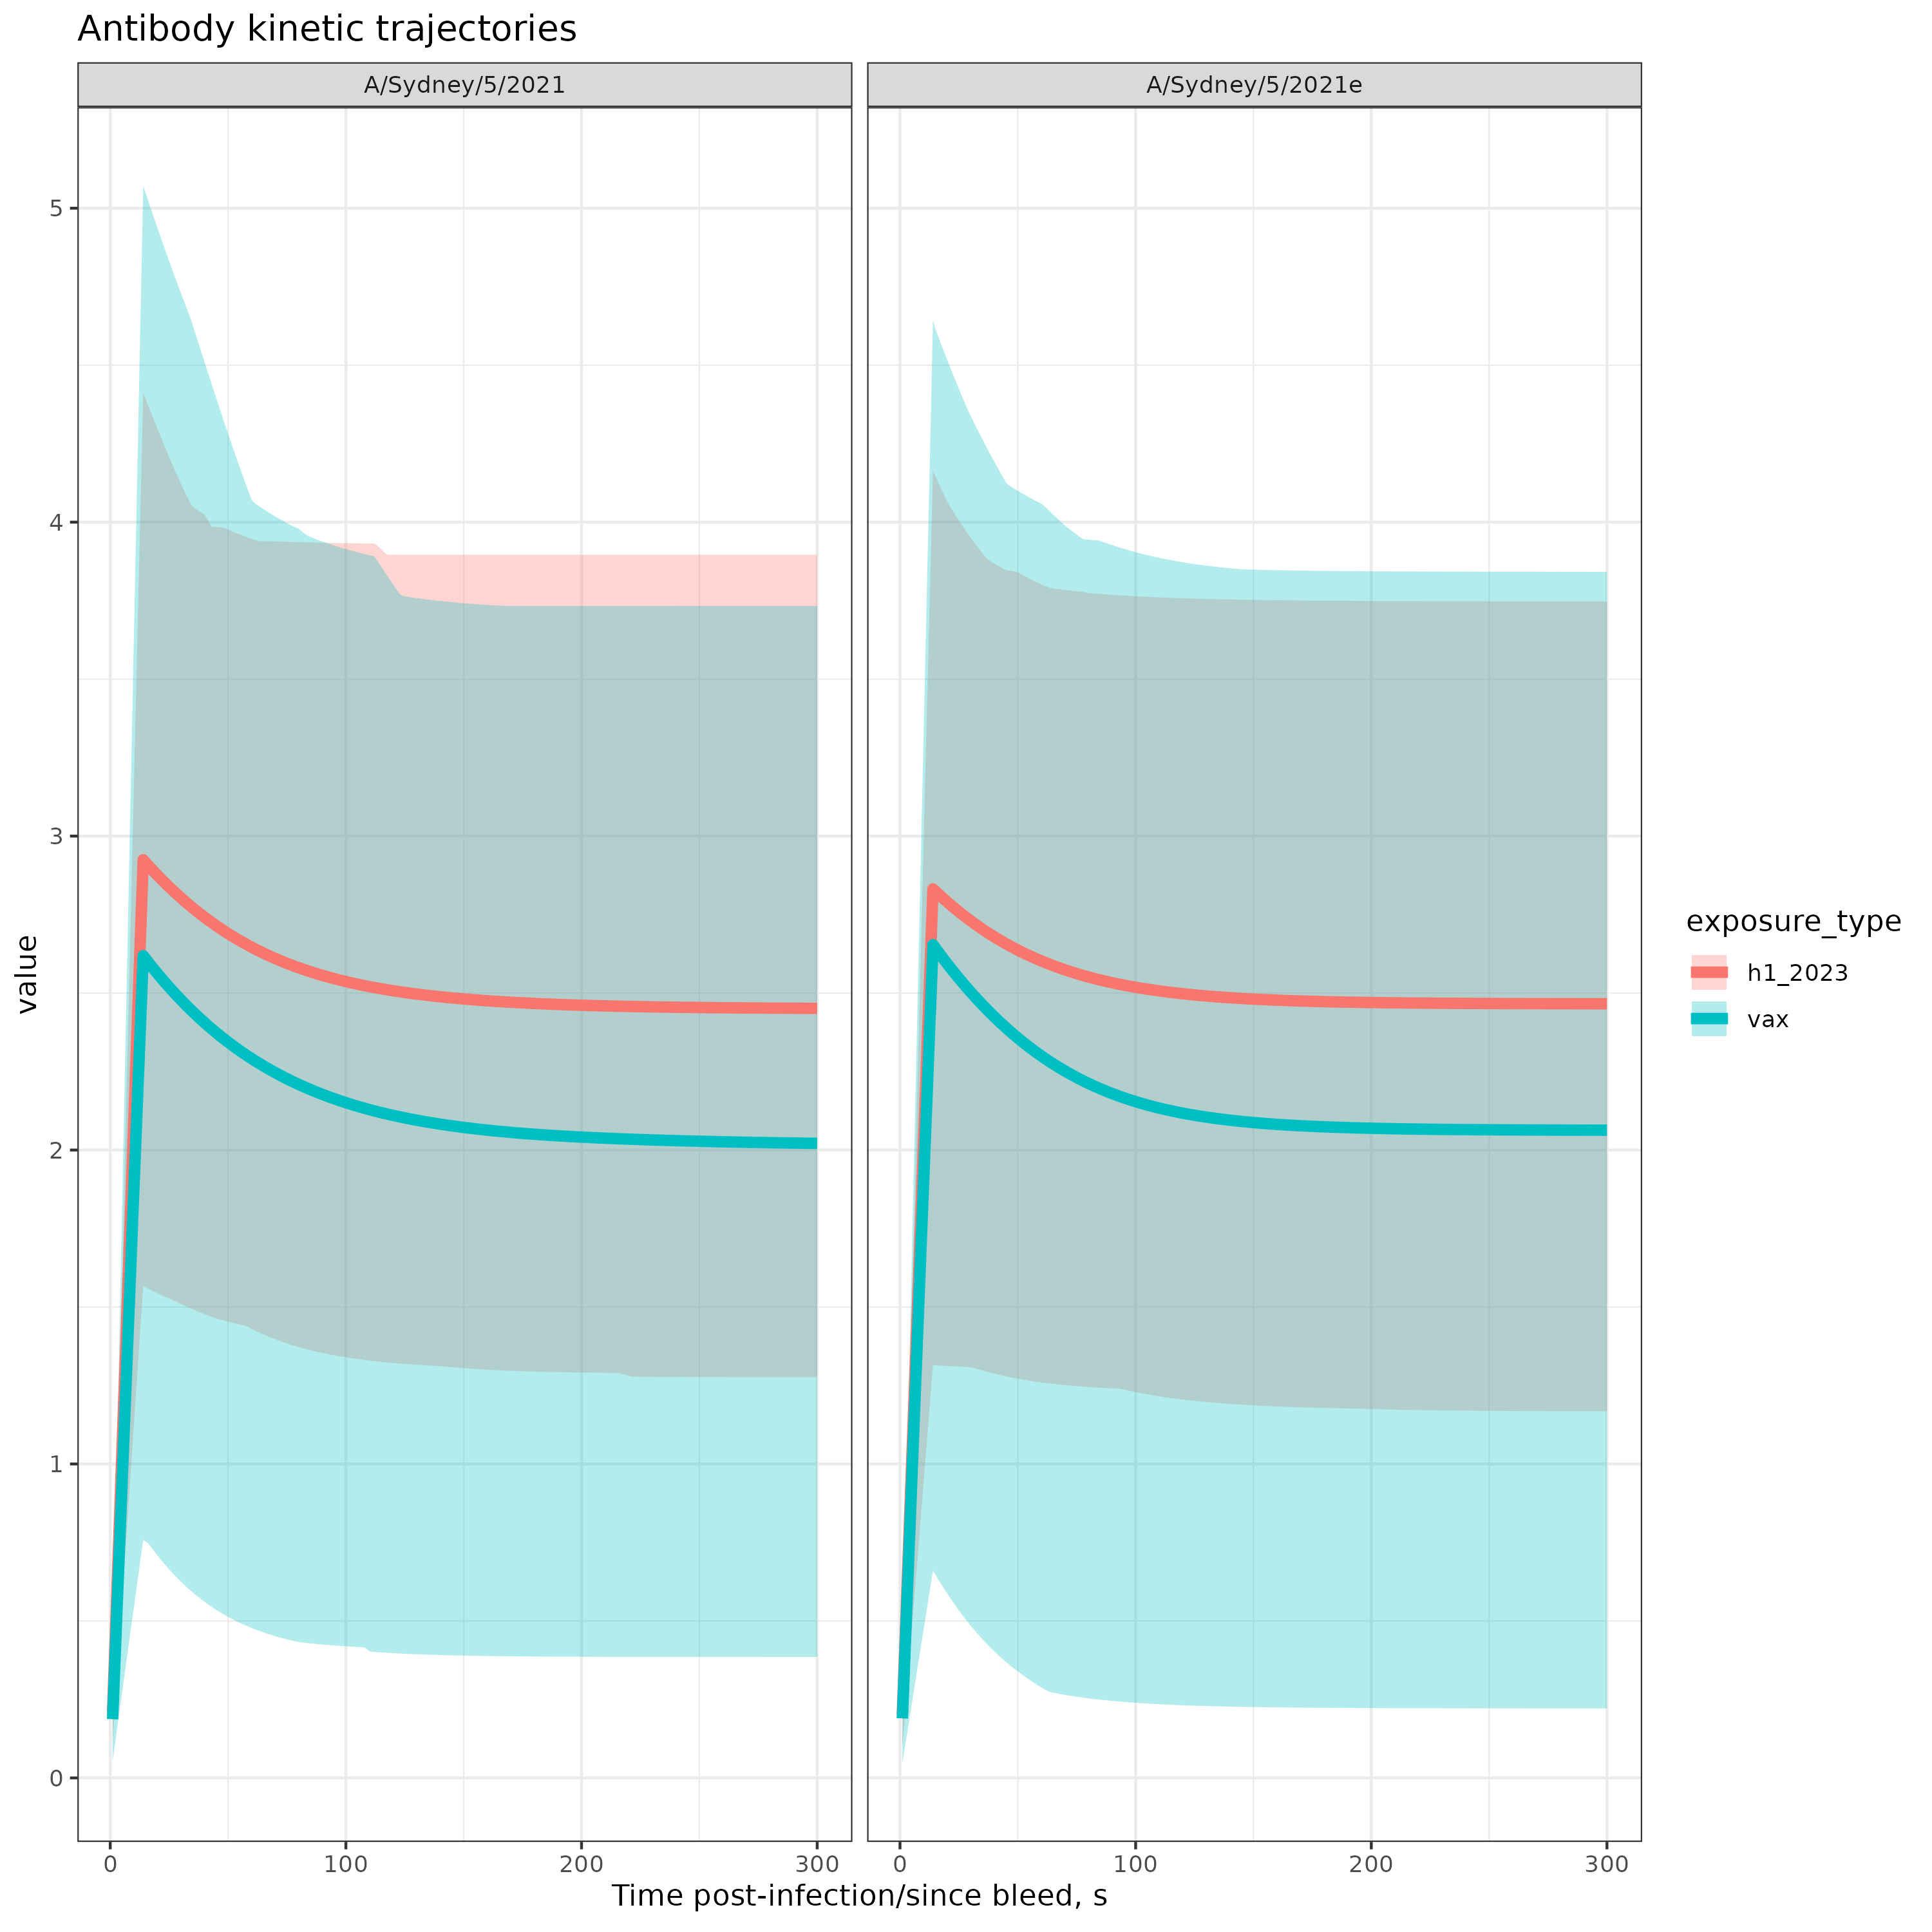 Antibody kinetic trajectories
A/Sydney/5/2021
A/Sydney/5/2021e
5
4
3
2
1
0
value
0 100 200 300
0 100 200 300
Time post-infection/since bleed, s
exposure_type
h1_2023
vax